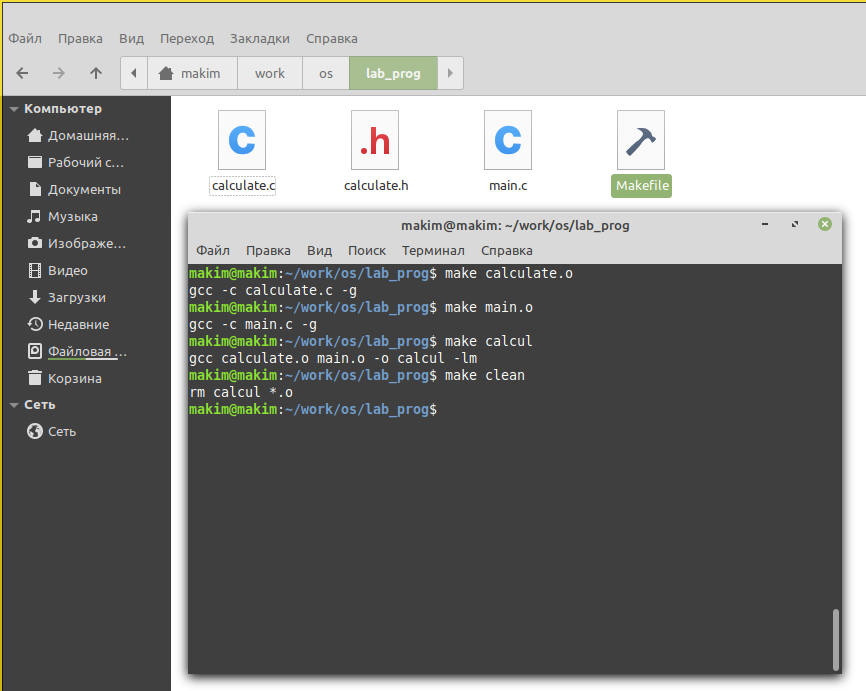 Файл Правка Вид Переход Закладки Справка
makim work os lab_prog
Компьютер
Домашняя...
Рабочий с...
Документы
Музыка
Изображе...
Видео
Загрузки
Недавние
Файловая ...
Корзина
Сеть
Сеть
C .h C
calculate.c calculate.h main.c Makefile
makim@makim: ~/work/os/lab_prog
Файл Правка Вид Поиск Терминал Справка
makim@makim:~/work/os/lab_prog$ make calculate.o
gcc -c calculate.c -g
makim@makim:~/work/os/lab_prog$ make main.o
gcc -c main.c -g
makim@makim:~/work/os/lab_prog$ make calcul
gcc calculate.o main.o -o calcul -lm
makim@makim:~/work/os/lab_prog$ make clean
rm calcul *.o
makim@makim:~/work/os/lab_prog$